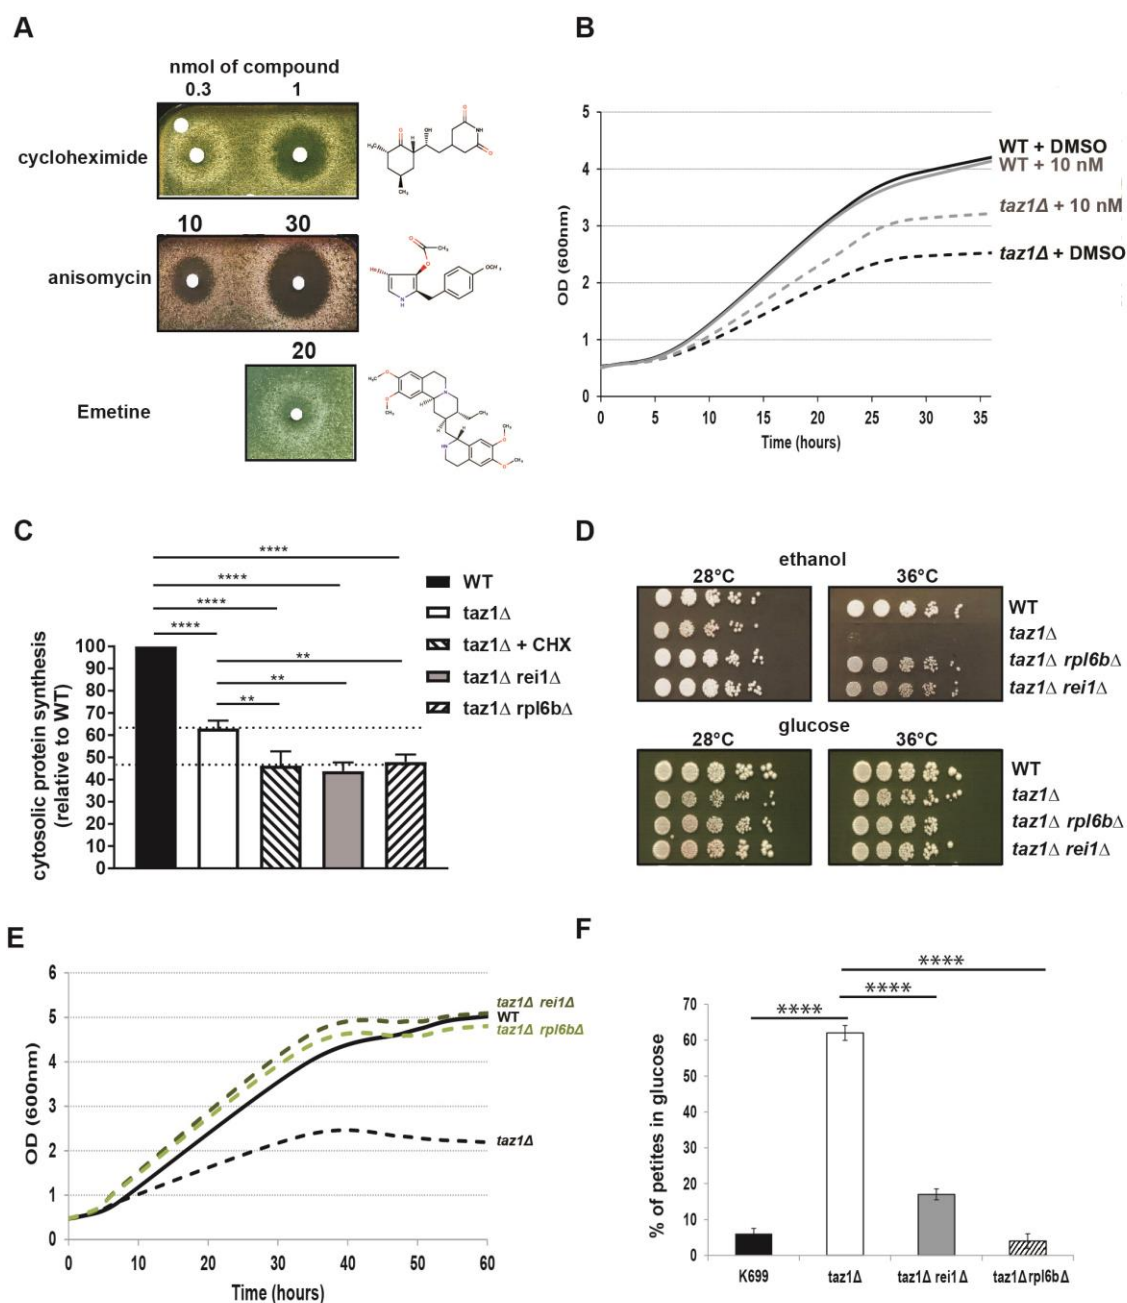 A
nmol of compound
0.3 1
cycloheximide
10 30
anisomycin
20
Emetine
B
OD (600nm)
5
4
3
2
1
0
0 5 10 15 20 25 30 35
Time (hours)
WT + DMSO
WT + 10 nM
taz1Δ + 10 nM
taz1Δ + DMSO
C
cytosolic protein synthesis
(relative to WT)
100
90
80
70
60
50
40
30
20
10
0
****
****
****
****
**
**
**
WT
taz1Δ
taz1Δ + CHX
taz1Δ rei1Δ
taz1Δ rpl6bΔ
D
ethanol
28°C 36°C
WT
taz1Δ
taz1Δ rpl6bΔ
taz1Δ rei1Δ
glucose
28°C 36°C
WT
taz1Δ
taz1Δ rpl6bΔ
taz1Δ rei1Δ
E
OD (600nm)
6
5
4
3
2
1
0
0 10 20 30 40 50 60
Time (hours)
taz1Δ rei1Δ
WT
taz1Δ rpl6bΔ
taz1Δ
F
% of petites in glucose
70
60
50
40
30
20
10
0
****
****
****
K699 taz1Δ taz1Δ rei1Δ taz1Δrpl6bΔ